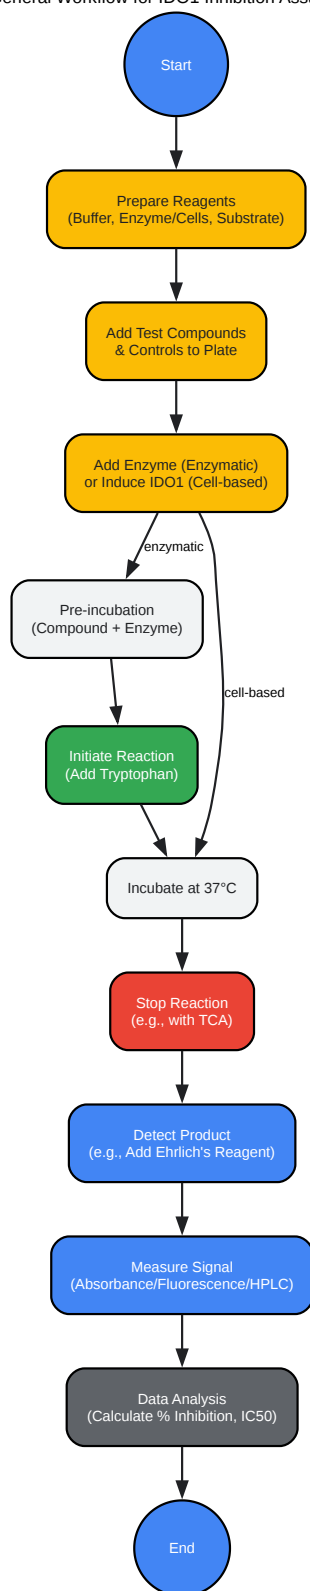 General Workflow for IDO1 Inhibition Assay
Start
Prepare Reagents
(Buffer, Enzyme/Cells, Substrate)
Add Test Compounds
& Controls to Plate
Add Enzyme (Enzymatic)
or Induce IDO1 (Cell-based)
enzymatic
Pre-incubation
(Compound + Enzyme)
cell-based
Initiate Reaction
(Add Tryptophan)
Incubate at 37°C
Stop Reaction
(e.g., with TCA)
Detect Product
(e.g., Add Ehrlich's Reagent)
Measure Signal
(Absorbance/Fluorescence/HPLC)
Data Analysis
(Calculate % Inhibition, IC50)
End